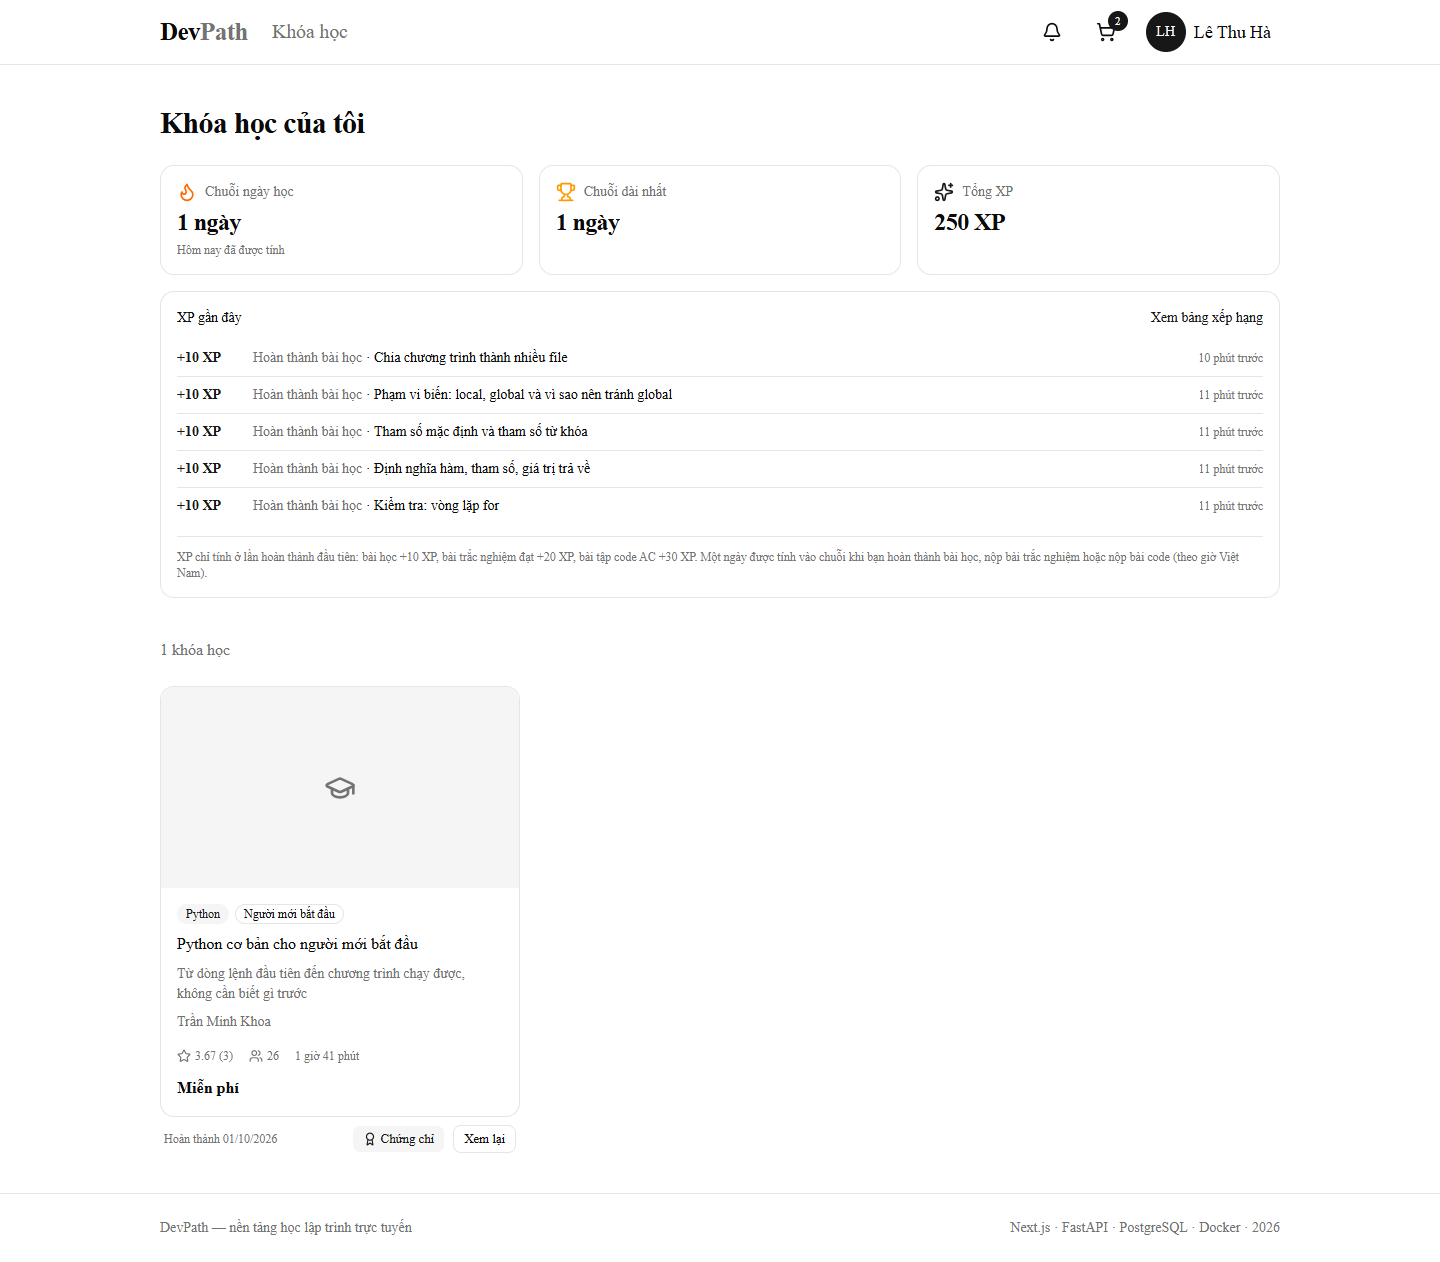 DevPath Khóa học 2 LH Lê Thu Hà
Khóa học của tôi
Chuỗi ngày học
1 ngày
Hôm nay đã được tính
Chuỗi dài nhất
1 ngày
Tổng XP
250 XP
XP gần đây Xem bảng xếp hạng
+10 XP Hoàn thành bài học · Chia chương trình thành nhiều file 10 phút trước
+10 XP Hoàn thành bài học · Phạm vi biến: local, global và vì sao nên tránh global 11 phút trước
+10 XP Hoàn thành bài học · Tham số mặc định và tham số từ khóa 11 phút trước
+10 XP Hoàn thành bài học · Định nghĩa hàm, tham số, giá trị trả về 11 phút trước
+10 XP Hoàn thành bài học · Kiểm tra: vòng lặp for 11 phút trước
XP chỉ tính ở lần hoàn thành đầu tiên: bài học +10 XP, bài trắc nghiệm đạt +20 XP, bài tập code AC +30 XP. Một ngày được tính vào chuỗi khi bạn hoàn thành bài học, nộp bài trắc nghiệm hoặc nộp bài code (theo giờ Việt
Nam).
1 khóa học
Python Người mới bắt đầu
Python cơ bản cho người mới bắt đầu
Từ dòng lệnh đầu tiên đến chương trình chạy được,
không cần biết gì trước
Trần Minh Khoa
3.67 (3) 26 1 giờ 41 phút
Miễn phí
Hoàn thành 01/10/2026 Chứng chỉ Xem lại
DevPath — nền tảng học lập trình trực tuyến Next.js · FastAPI · PostgreSQL · Docker · 2026